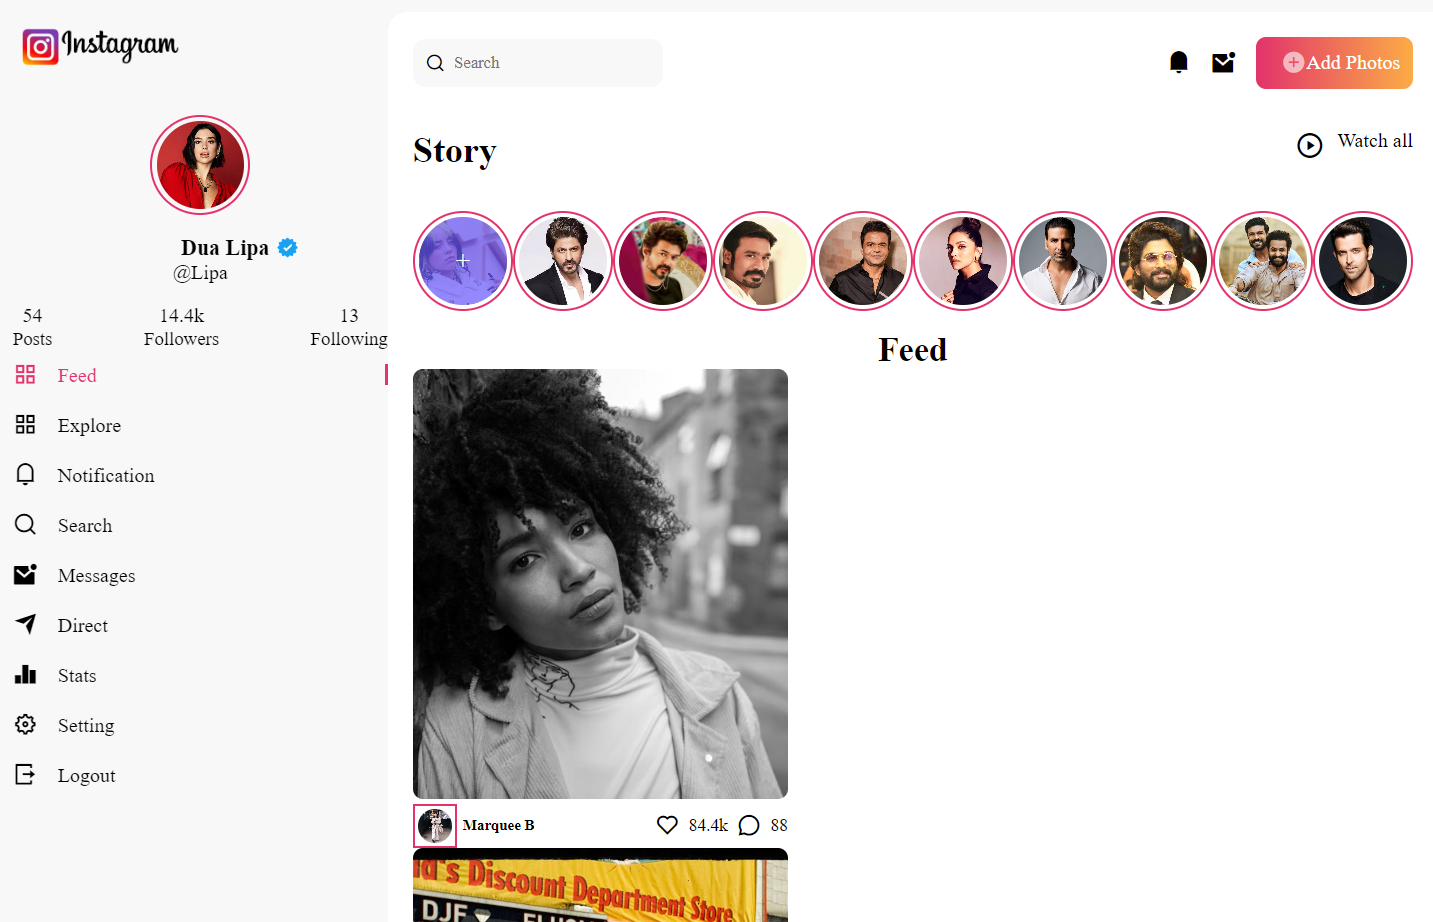 Instagram
Search
Add Photos
Story
Watch all
Dua Lipa
@Lipa
54
Posts
14.4k
Followers
13
Following
Feed
Explore
Notification
Search
Messages
Direct
Stats
Setting
Logout
Feed
Marquee B
84.4k
88
's Discount Department Store